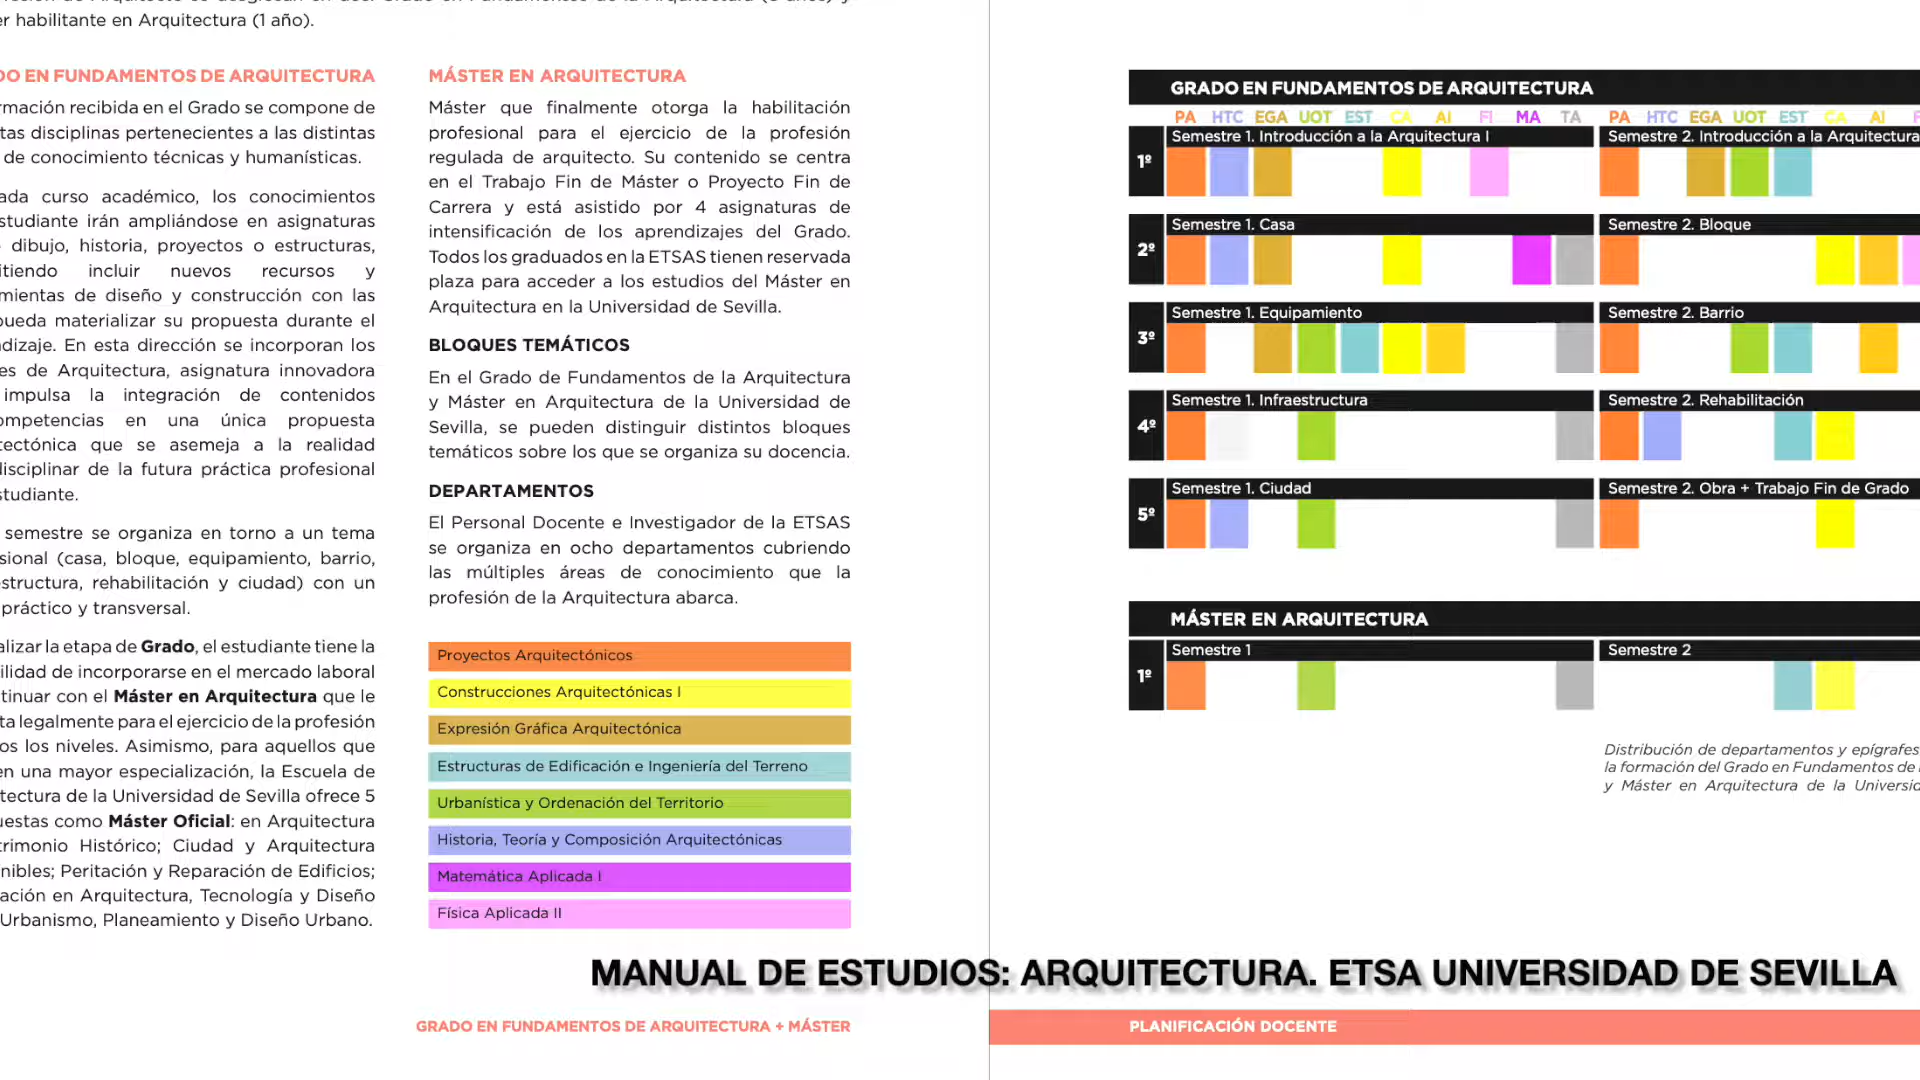 er habilitante en Arquitectura (1 año).
DO EN FUNDAMENTOS DE ARQUITECTURA
rmación recibida en el Grado se compone de
tas disciplinas pertenecientes a las distintas
de conocimiento técnicas y humanísticas.
ada curso académico, los conocimientos
studiante irán ampliándose en asignaturas
dibujo, historia, proyectos o estructuras,
itiendo incluir nuevos recursos y
mientas de diseño y construcción con las
pueda materializar su propuesta durante el
ndizaje. En esta dirección se incorporan los
es de Arquitectura, asignatura innovadora
impulsa la integración de contenidos
ompetencias en una única propuesta
tectónica que se asemeja a la realidad
disciplinar de la futura práctica profesional
studiante.
semestre se organiza en torno a un tema
sional (casa, bloque, equipamiento, barrio,
estructura, rehabilitación y ciudad) con un
práctico y transversal.
alizar la etapa de Grado, el estudiante tiene la
ilidad de incorporarse en el mercado laboral
tinuar con el Máster en Arquitectura que le
ta legalmente para el ejercicio de la profesión
os los niveles. Asimismo, para aquellos que
en una mayor especialización, la Escuela de
tectura de la Universidad de Sevilla ofrece 5
uestas como Máster Oficial: en Arquitectura
trimonio Histórico; Ciudad y Arquitectura
nibles; Peritación y Reparación de Edificios;
ación en Arquitectura, Tecnología y Diseño
Urbanismo, Planeamiento y Diseño Urbano.
MÁSTER EN ARQUITECTURA
Máster que finalmente otorga la habilitación
profesional para el ejercicio de la profesión
regulada de arquitecto. Su contenido se centra
en el Trabajo Fin de Máster o Proyecto Fin de
Carrera y está asistido por 4 asignaturas de
intensificación de los aprendizajes del Grado.
Todos los graduados en la ETSAS tienen reservada
plaza para acceder a los estudios del Máster en
Arquitectura en la Universidad de Sevilla.
BLOQUES TEMÁTICOS
En el Grado de Fundamentos de la Arquitectura
y Máster en Arquitectura de la Universidad de
Sevilla, se pueden distinguir distintos bloques
temáticos sobre los que se organiza su docencia.
DEPARTAMENTOS
El Personal Docente e Investigador de la ETSAS
se organiza en ocho departamentos cubriendo
las múltiples áreas de conocimiento que la
profesión de la Arquitectura abarca.
Proyectos Arquitectónicos
Construcciones Arquitectónicas I
Expresión Gráfica Arquitectónica
Estructuras de Edificación e Ingeniería del Terreno
Urbanística y Ordenación del Territorio
Historia, Teoría y Composición Arquitectónicas
Matemática Aplicada I
Física Aplicada II
GRADO EN FUNDAMENTOS DE ARQUITECTURA + MÁSTER
GRADO EN FUNDAMENTOS DE ARQUITECTURA
PA HTC EGA UOT EST CA AI FI MA TA PA HTC EGA UOT EST CA AI F
Semestre 1. Introducción a la Arquitectura I Semestre 2. Introducción a la Arquitectura
1º
Semestre 1. Casa Semestre 2. Bloque
2º
Semestre 1. Equipamiento Semestre 2. Barrio
3º
Semestre 1. Infraestructura Semestre 2. Rehabilitación
4º
Semestre 1. Ciudad Semestre 2. Obra + Trabajo Fin de Grado
5º
MÁSTER EN ARQUITECTURA
Semestre 1 Semestre 2
1º
Distribución de departamentos y epígrafes
la formación del Grado en Fundamentos de
y Máster en Arquitectura de la Universid
MANUAL DE ESTUDIOS: ARQUITECTURA. ETSA UNIVERSIDAD DE SEVILLA
PLANIFICACIÓN DOCENTE